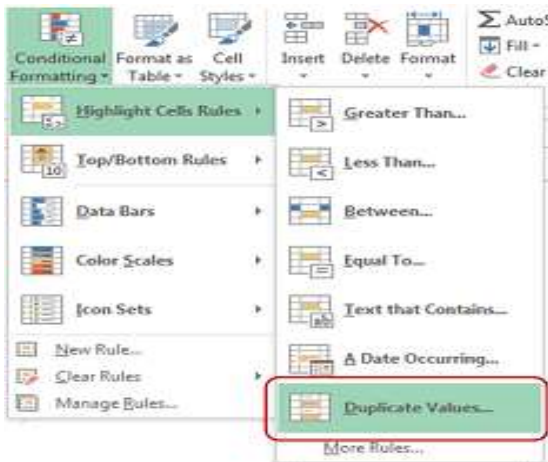 Conditional Formatting
Format as Table
Cell Styles
Insert
Delete
Format
Σ AutoS
Fill
Clear
Highlight Cells Rules
Top/Bottom Rules
Data Bars
Color Scales
Icon Sets
New Rule...
Clear Rules
Manage Rules...
Greater Than...
Less Than...
Between...
Equal To...
Text that Contains...
A Date Occurring...
Duplicate Values...
More Rules...